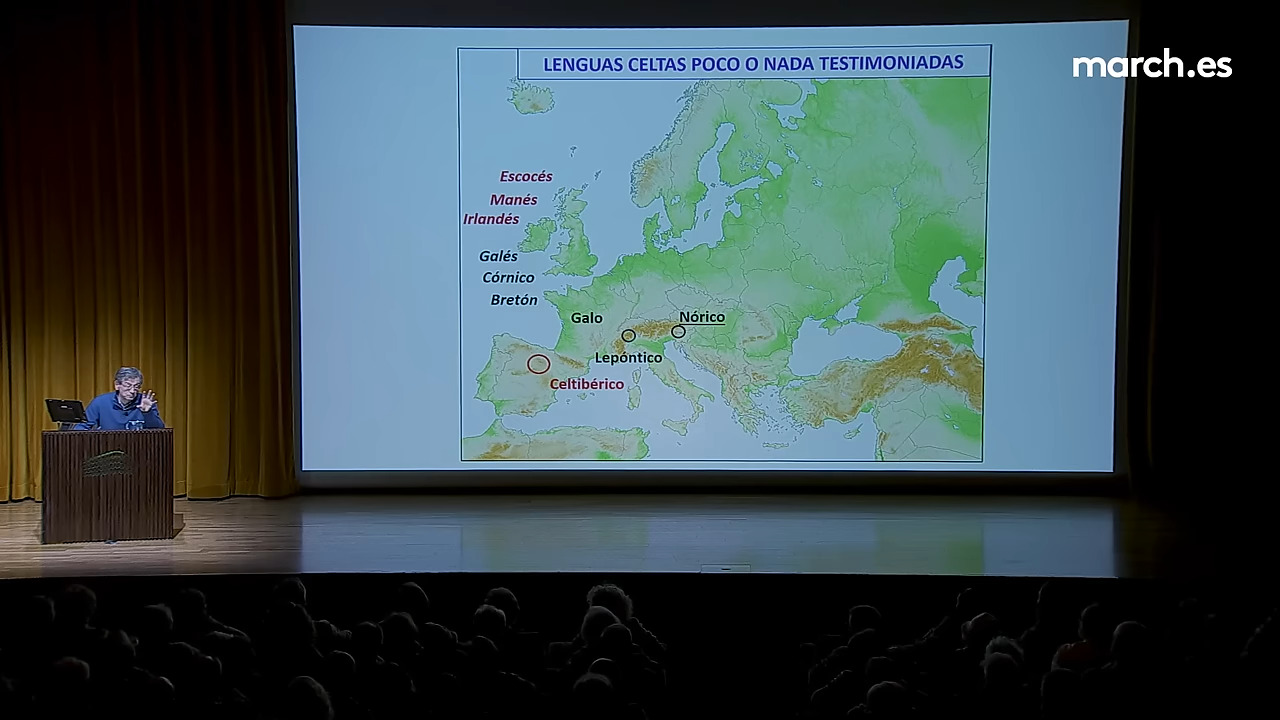 LENGUAS CELTAS POCO O NADA TESTIMONIADAS
march.es
Escocés
Manés
Irlandés
Galés
Córnico
Bretón
Galo
Nórico
Lepóntico
Celtibérico